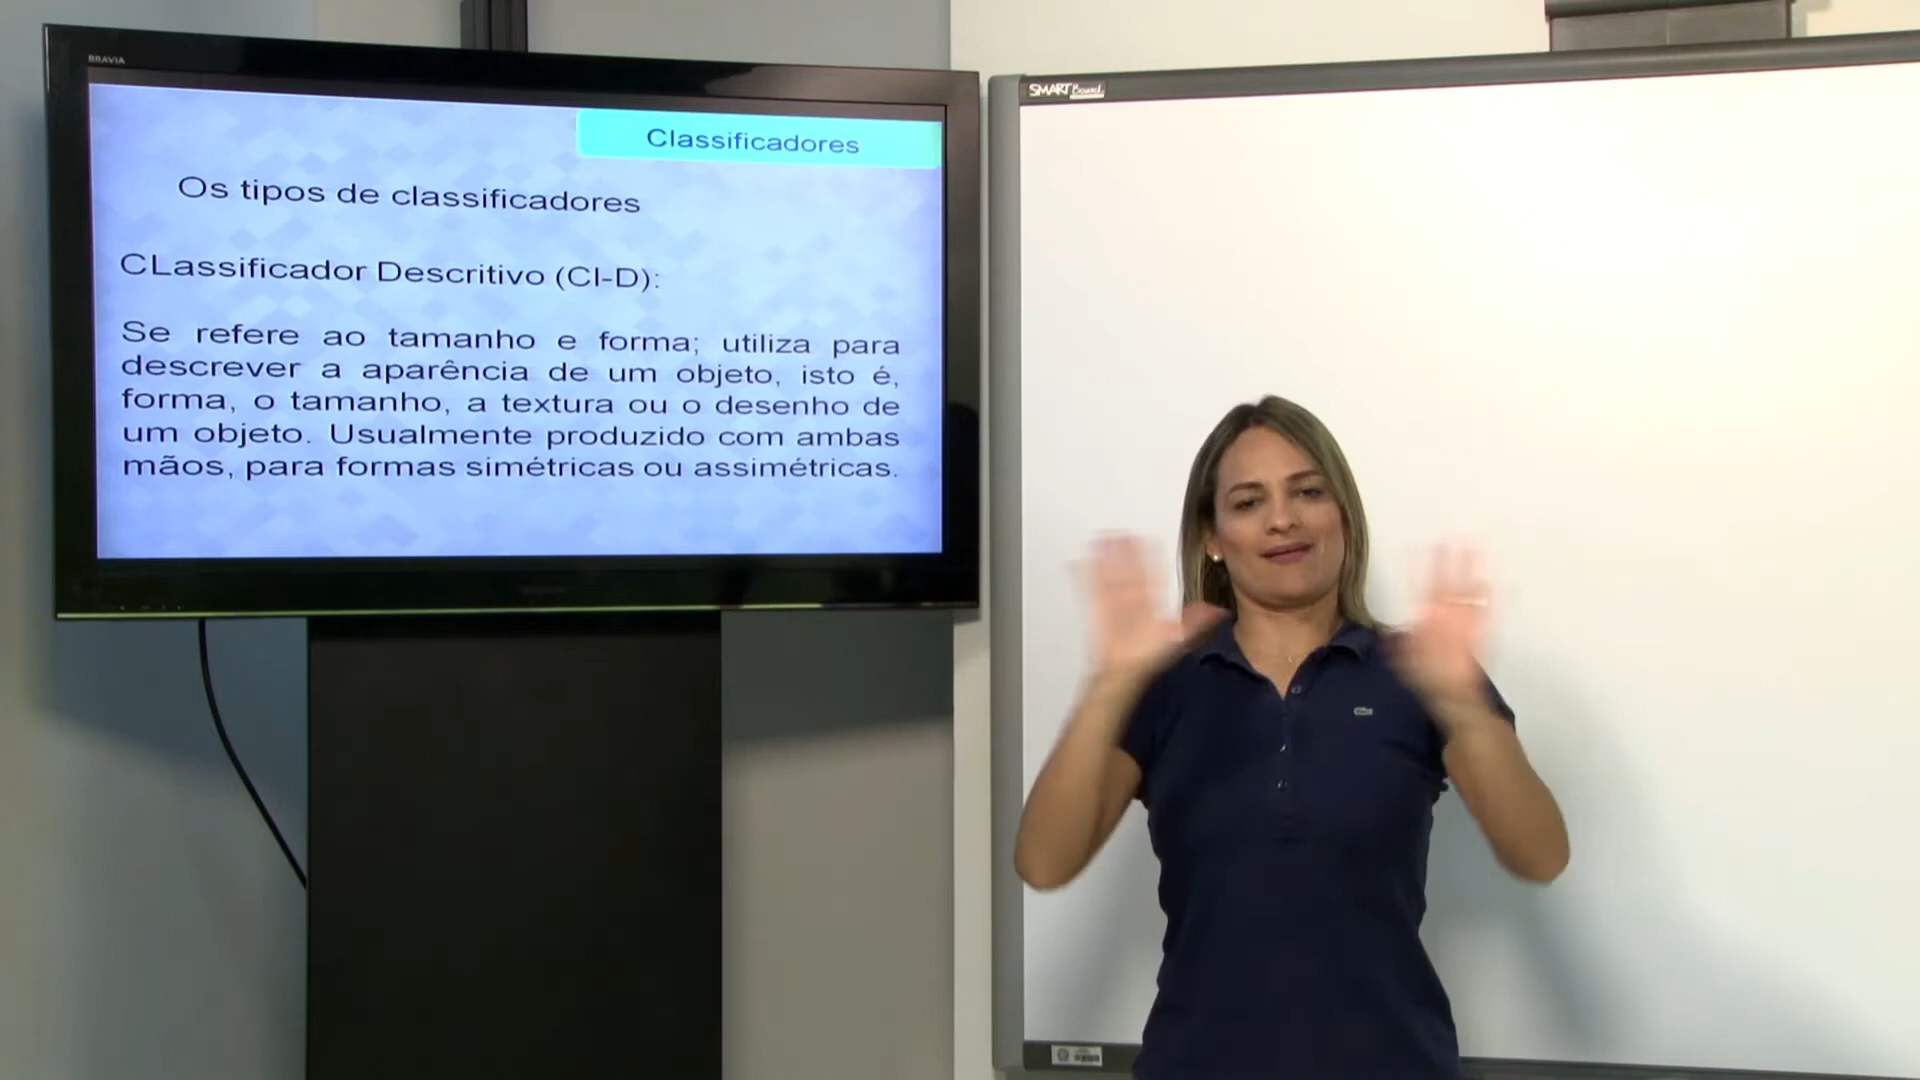 BRAVIA
Classificadores
Os tipos de classificadores
CLassificador Descritivo (Cl-D):
Se refere ao tamanho e forma; utiliza para
descrever a aparência de um objeto, isto é,
forma, o tamanho, a textura ou o desenho de
um objeto. Usualmente produzido com ambas
mãos, para formas simétricas ou assimétricas.
SMART Board